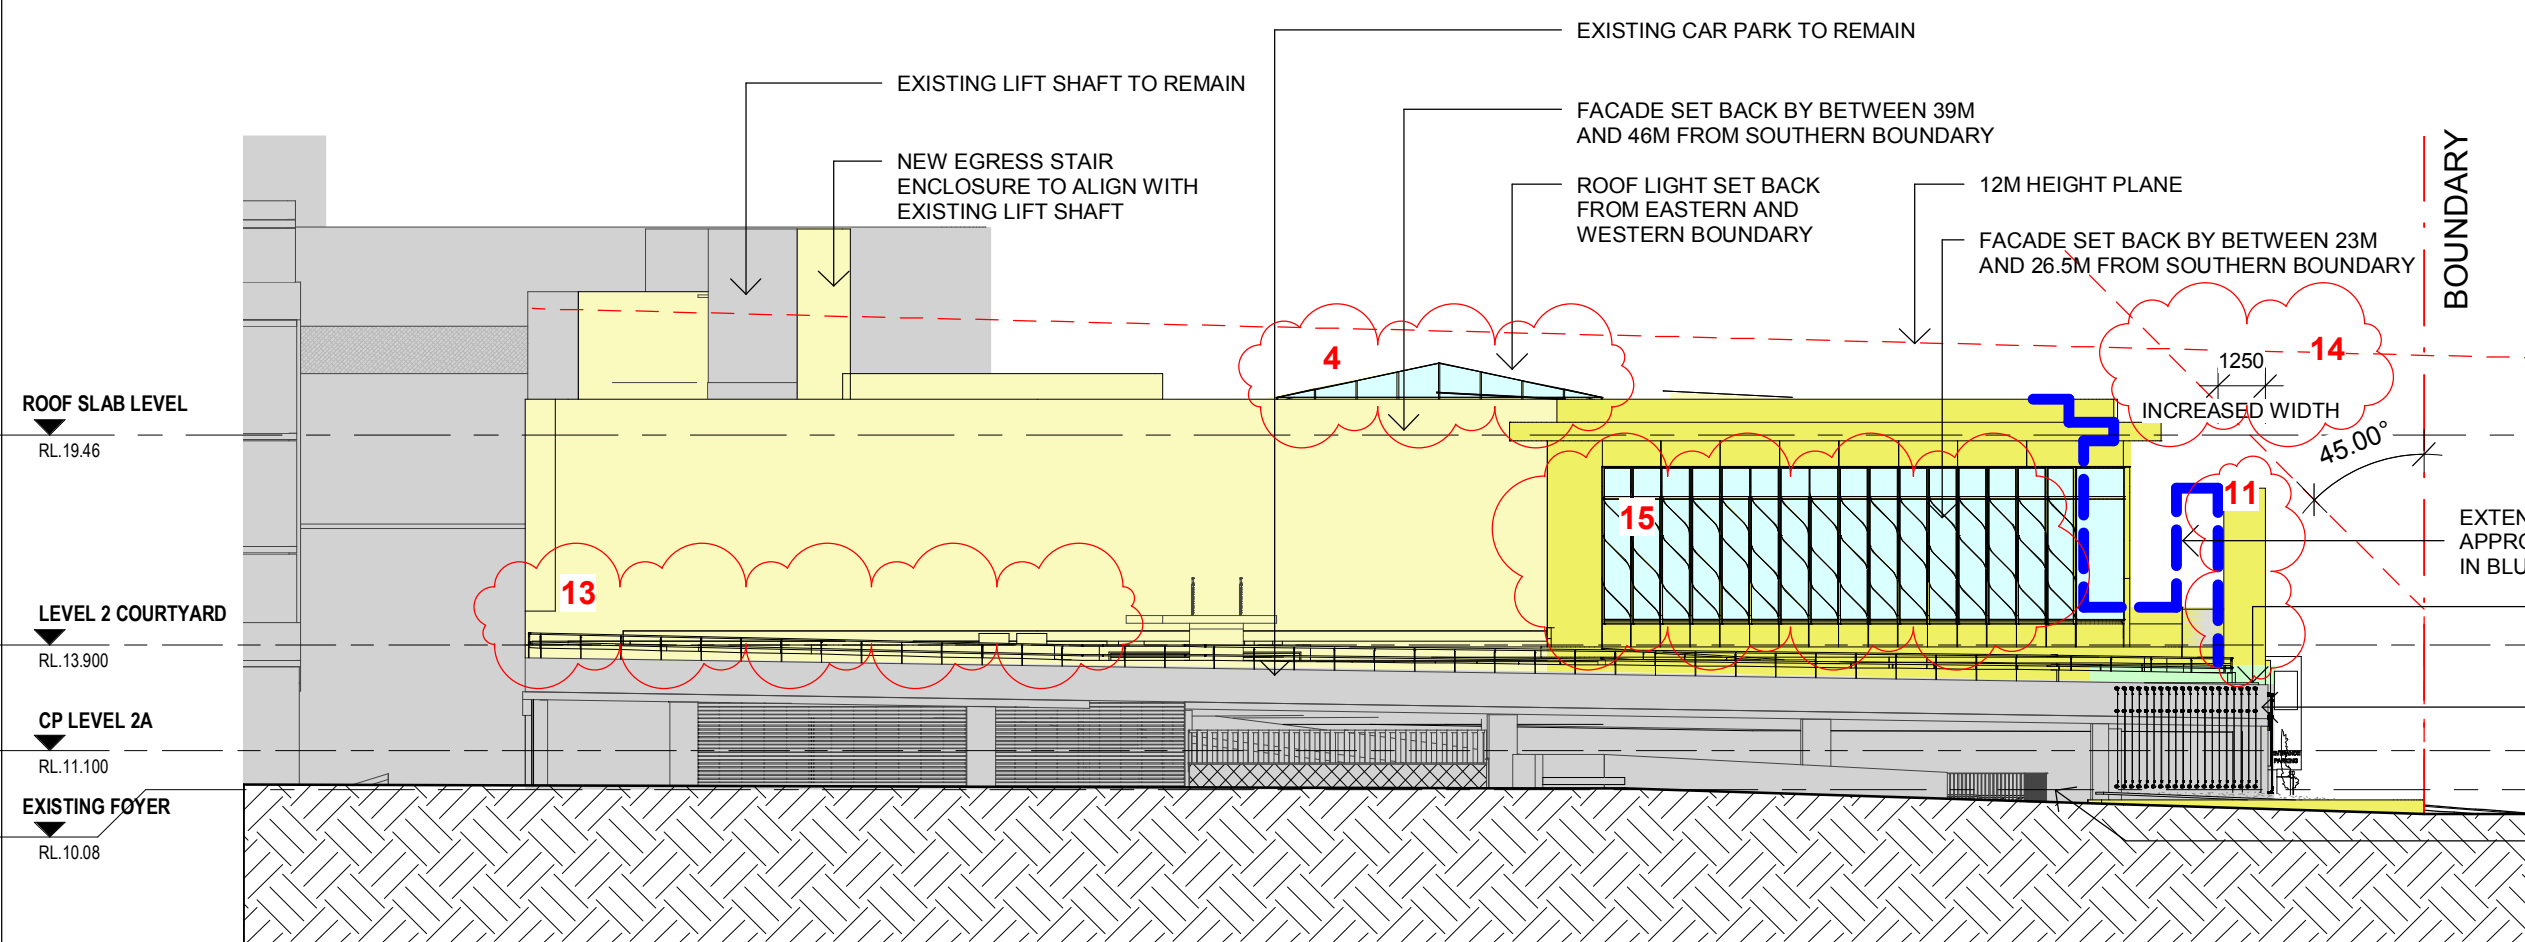 EXISTING CAR PARK TO REMAIN
EXISTING LIFT SHAFT TO REMAIN
FACADE SET BACK BY BETWEEN 39M
AND 46M FROM SOUTHERN BOUNDARY
NEW EGRESS STAIR
ENCLOSURE TO ALIGN WITH
EXISTING LIFT SHAFT
ROOF LIGHT SET BACK
FROM EASTERN AND
WESTERN BOUNDARY
12M HEIGHT PLANE
FACADE SET BACK BY BETWEEN 23M
AND 26.5M FROM SOUTHERN BOUNDARY
BOUNDARY
4
14
1250
INCREASED WIDTH
45.00°
ROOF SLAB LEVEL
RL.19.46
11
15
EXTEN
APPRO
IN BLU
13
LEVEL 2 COURTYARD
RL.13.900
CP LEVEL 2A
RL.11.100
EXISTING FOYER
RL.10.08